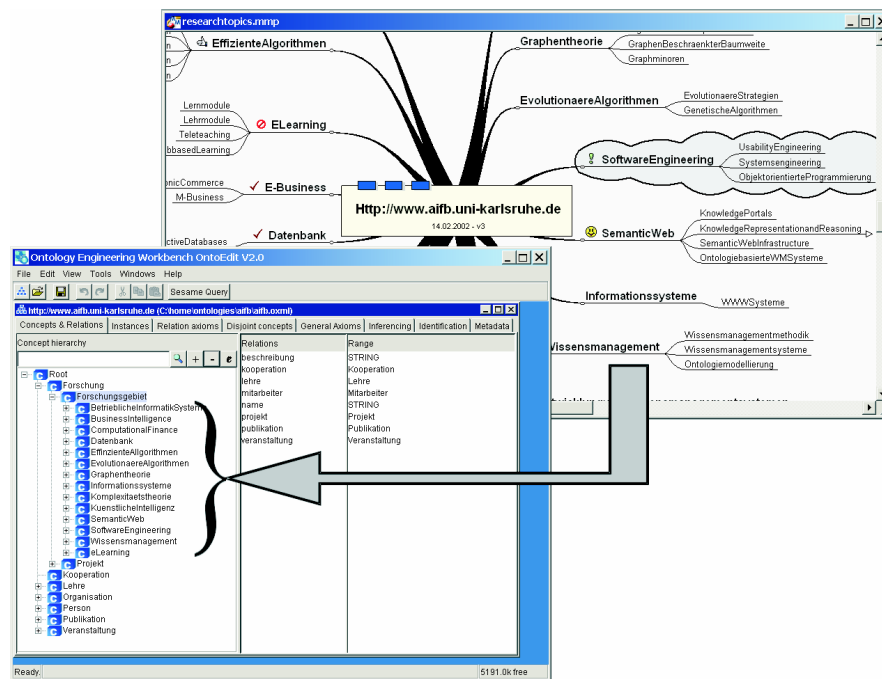 researchtopics.mmp
EffizienteAlgorithmen
Graphentheorie
GraphenBeschraenkterBaumweite
Graphminoren
EvolutionaereAlgorithmen
EvolutionaereStrategien
GenetischeAlgorithmen
Lernmodule
Lehrmodule
Teleteaching
bbasedLearning
ELearning
SoftwareEngineering
UsabilityEngineering
Systemsengineering
ObjektorientierteProgrammierung
onicCommerce
M-Business
E-Business
Http://www.aifb.uni-karlsruhe.de
14.02.2002 - v3
ctiveDatabases
Datenbank
SemanticWeb
KnowledgePortals
KnowledgeRepresentationandReasoning
SemanticWebInfrastructure
OntologiebasierteWMSysteme
Informationssysteme
WWWSysteme
Wissensmanagement
Wissensmanagementmethodik
Wissensmanagementsysteme
Ontologiemodellierung
Ontology Engineering Workbench OntoEdit V2.0
File Edit View Tools Windows Help
Sesame Query
http://www.aifb.uni-karlsruhe.de (C:\home\ontologies\aifb\aifb.oxml)
Concepts & Relations Instances Relation axioms Disjoint concepts General Axioms Inferencing Identification Metadata
Concept hierarchy
+ - e
Root
Forschung
Forschungsgebiet
BetrieblicheInformatikSystem
BusinessIntelligence
ComputationalFinance
Datenbank
EffinzienteAllgorithmen
EvolutionaereAlgorithmen
Graphentheorie
Informationssysteme
Komplexitaetstheorie
KuenstlicheIntelligenz
SemanticWeb
SoftwareEngineering
Wissensmanagement
eLearning
Projekt
Kooperation
Lehre
Organisation
Person
Publikation
Veranstaltung
Relations Range
beschreibung STRING
kooperation Kooperation
lehre Lehre
mitarbeiter Mitarbeiter
name STRING
projekt Projekt
publikation Publikation
veranstaltung Veranstaltung
Ready. 5191.0k free